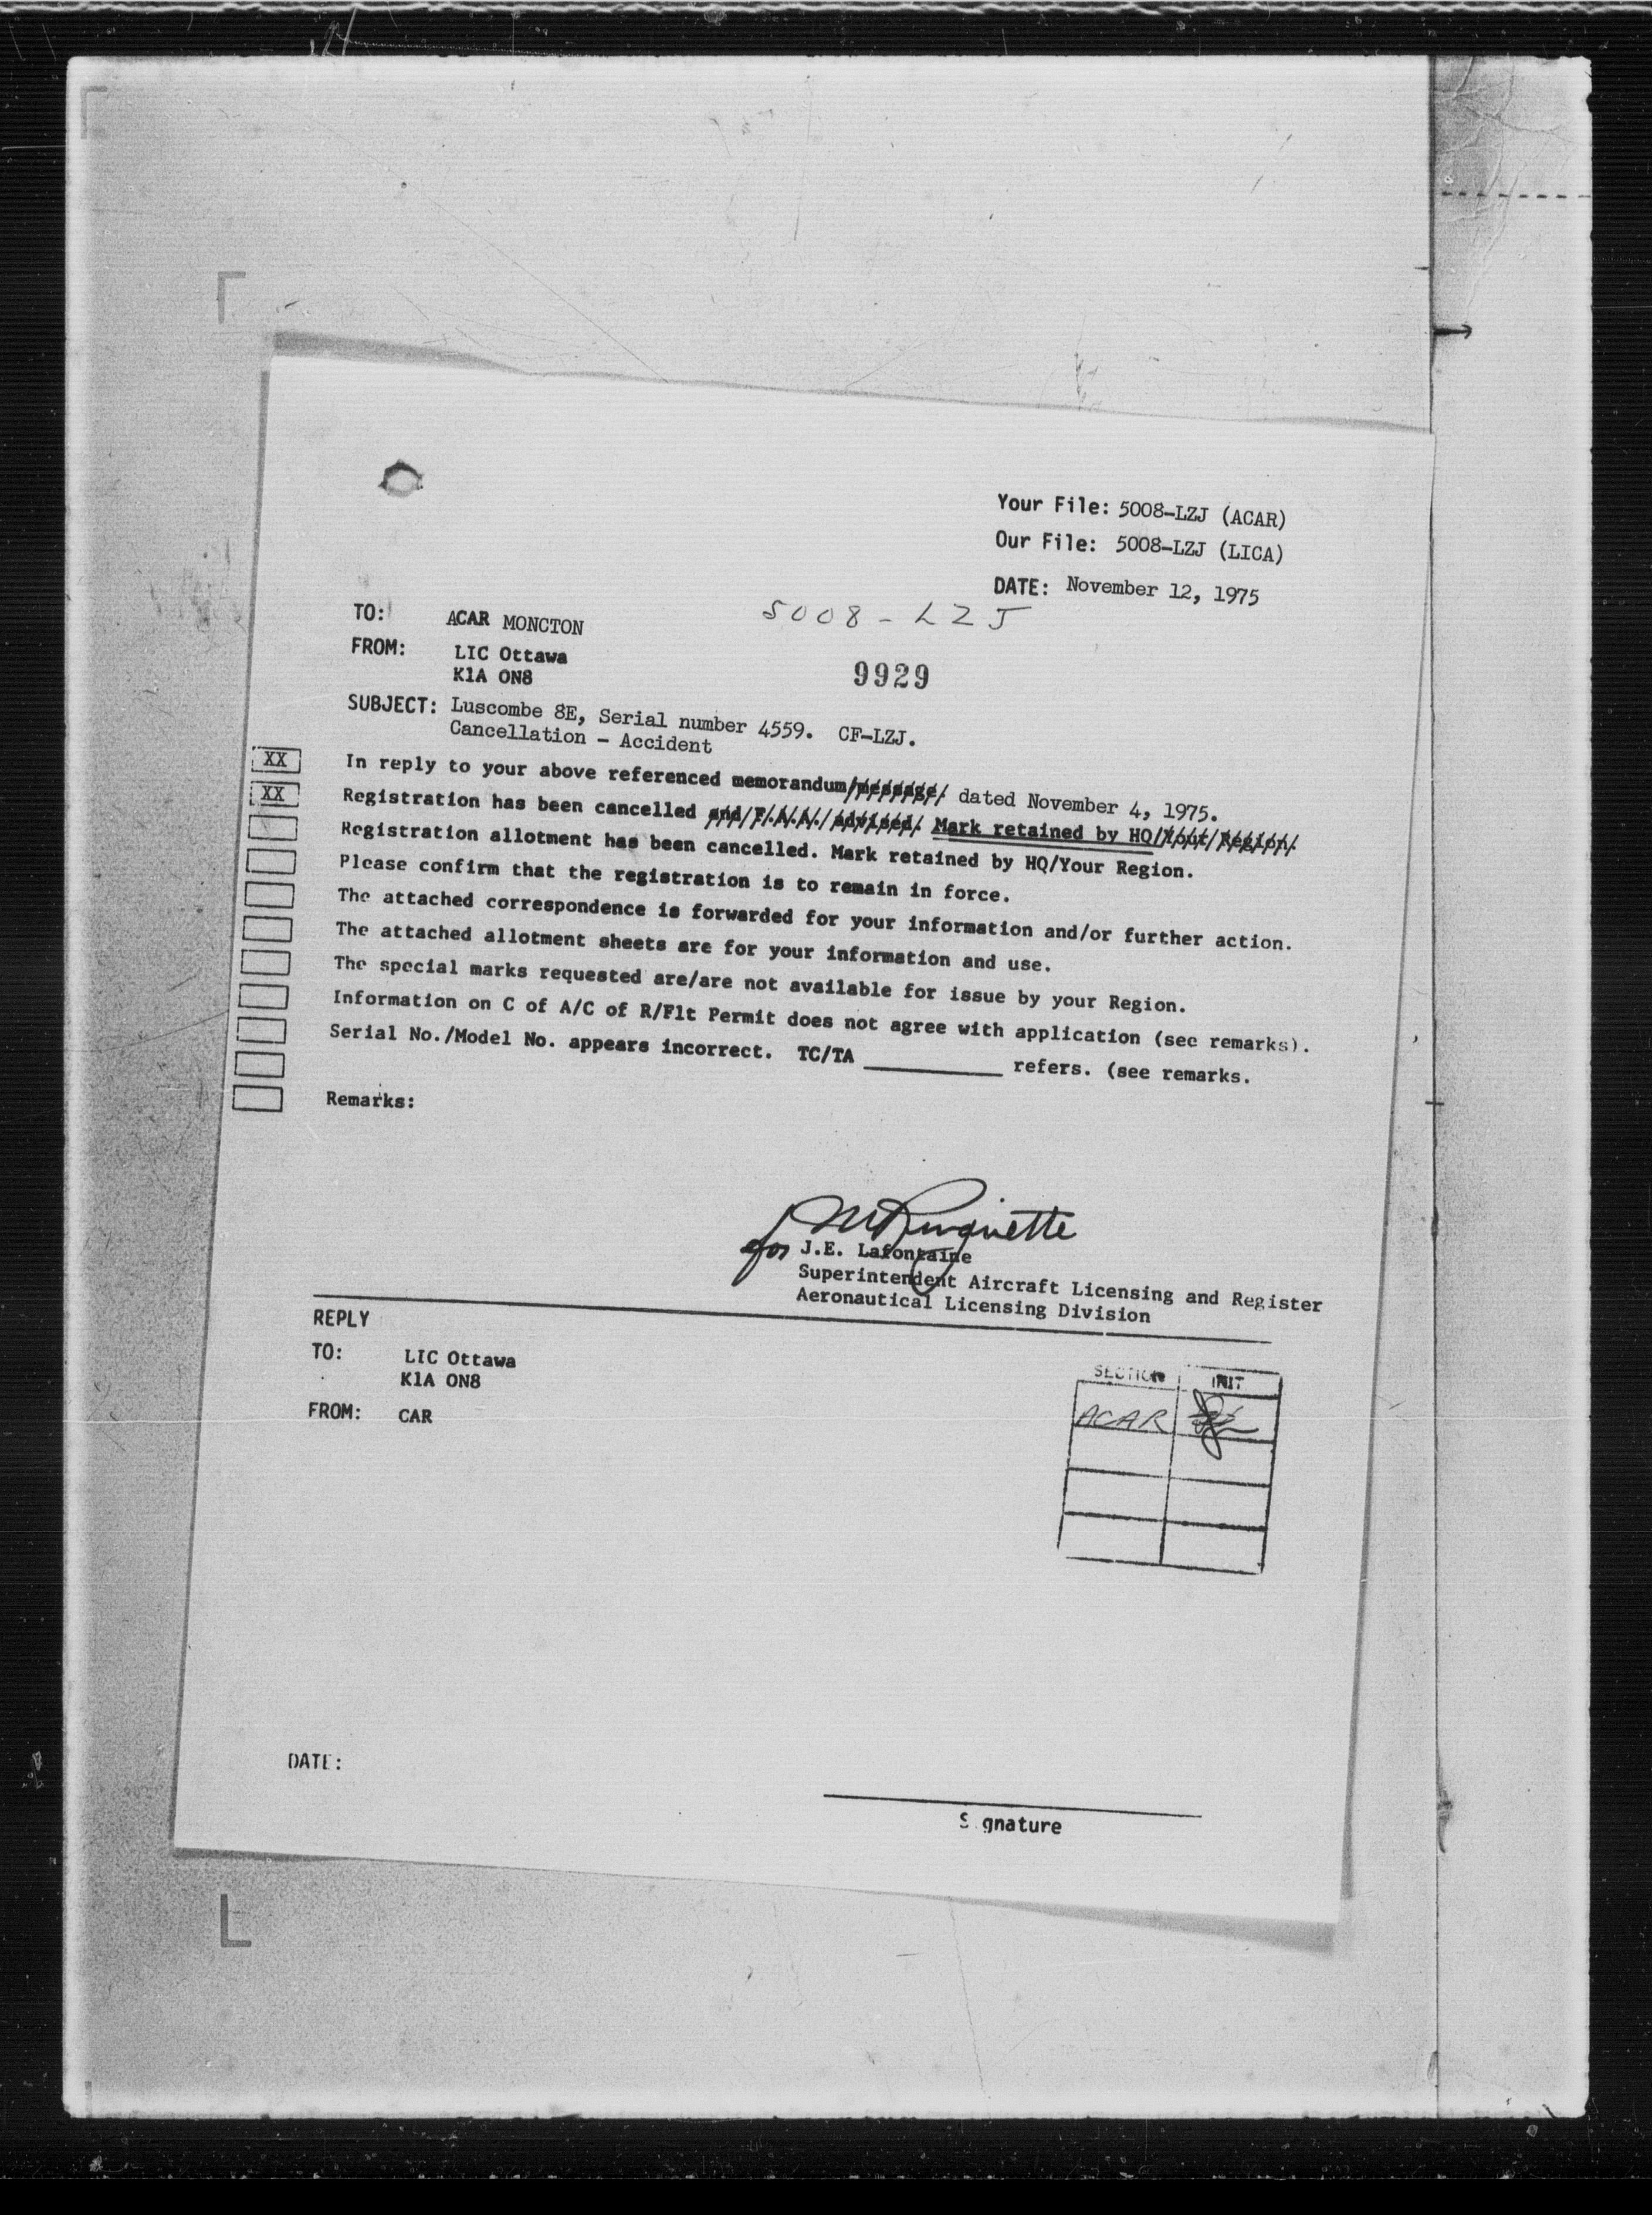 Your File: 5008-LZJ (ACAR)
Our File: 5008-LZJ (LICA)
DATE: November 12, 1975
5008-LZJ
TO: ACAR MONCTON
FROM: LIC Ottawa
K1A ON8
9929
SUBJECT: Luscombe 8E, Serial number 4559. CF-LZJ.
Cancellation - Accident
XX In reply to your above referenced memorandum/message/ dated November 4, 1975.
XX Registration has been cancelled and/F.A.A./advised. Mark retained by HQ/Your/Region/
Registration allotment has been cancelled. Mark retained by HQ/Your Region.
Please confirm that the registration is to remain in force.
The attached correspondence is forwarded for your information and/or further action.
The attached allotment sheets are for your information and use.
The special marks requested are/are not available for issue by your Region.
Information on C of A/C of R/Flt Permit does not agree with application (see remarks).
Serial No./Model No. appears incorrect. TC/TA __________ refers. (see remarks.
Remarks:
for J.E. Lafontaine
Superintendent Aircraft Licensing and Register
Aeronautical Licensing Division
REPLY
TO: LIC Ottawa
K1A ON8
FROM: CAR
SECTION INIT
ACAR
DATE:
S gnature